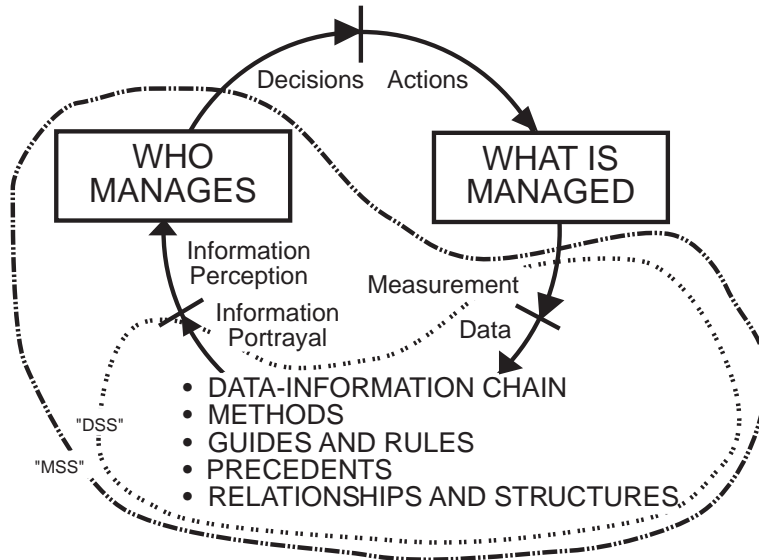 Decisions Actions
WHO
MANAGES
WHAT IS
MANAGED
Information
Perception
Measurement
Information
Portrayal
Data
• DATA-INFORMATION CHAIN
• METHODS
• GUIDES AND RULES
• PRECEDENTS
• RELATIONSHIPS AND STRUCTURES
"DSS"
"MSS"